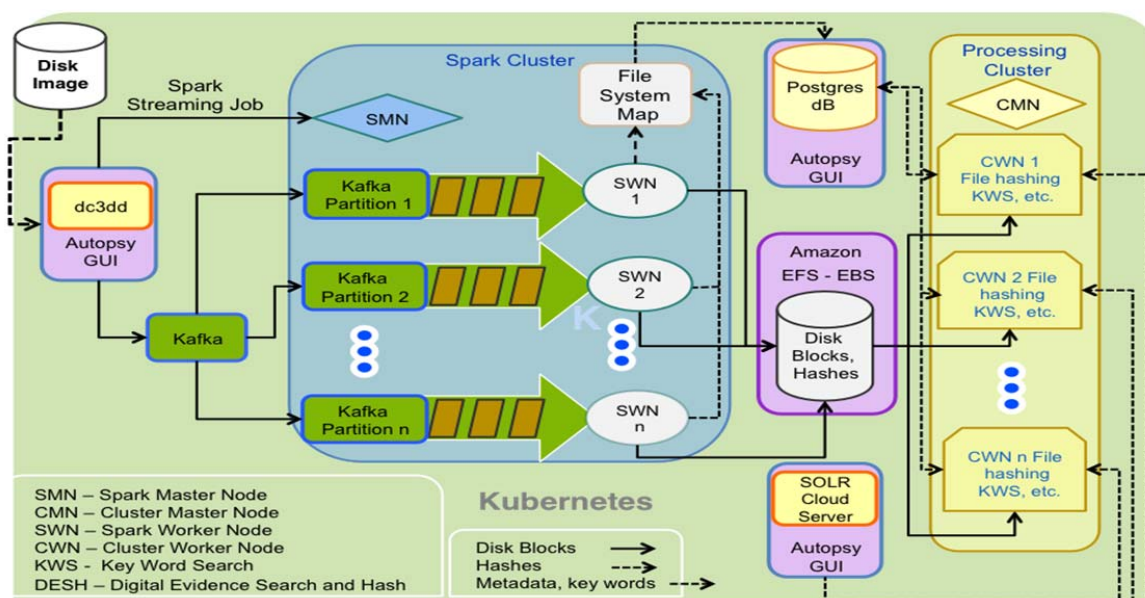 Disk
Image
Spark
Streaming Job
dc3dd
Autopsy
GUI
Kafka
Spark Cluster
SMN
File
System
Map
Kafka
Partition 1
SWN
1
Kafka
Partition 2
SWN
2
K
Kafka
Partition n
SWN
n
Postgres
dB
Autopsy
GUI
Amazon
EFS - EBS
Disk
Blocks,
Hashes
Processing
Cluster
CMN
CWN 1
File hashing
KWS, etc.
CWN 2 File
hashing
KWS, etc.
CWN n File
hashing
KWS, etc.
SOLR
Cloud
Server
Autopsy
GUI
Kubernetes
SMN – Spark Master Node
CMN – Cluster Master Node
SWN – Spark Worker Node
CWN – Cluster Worker Node
KWS - Key Word Search
DESH – Digital Evidence Search and Hash
Disk Blocks
Hashes
Metadata, key words